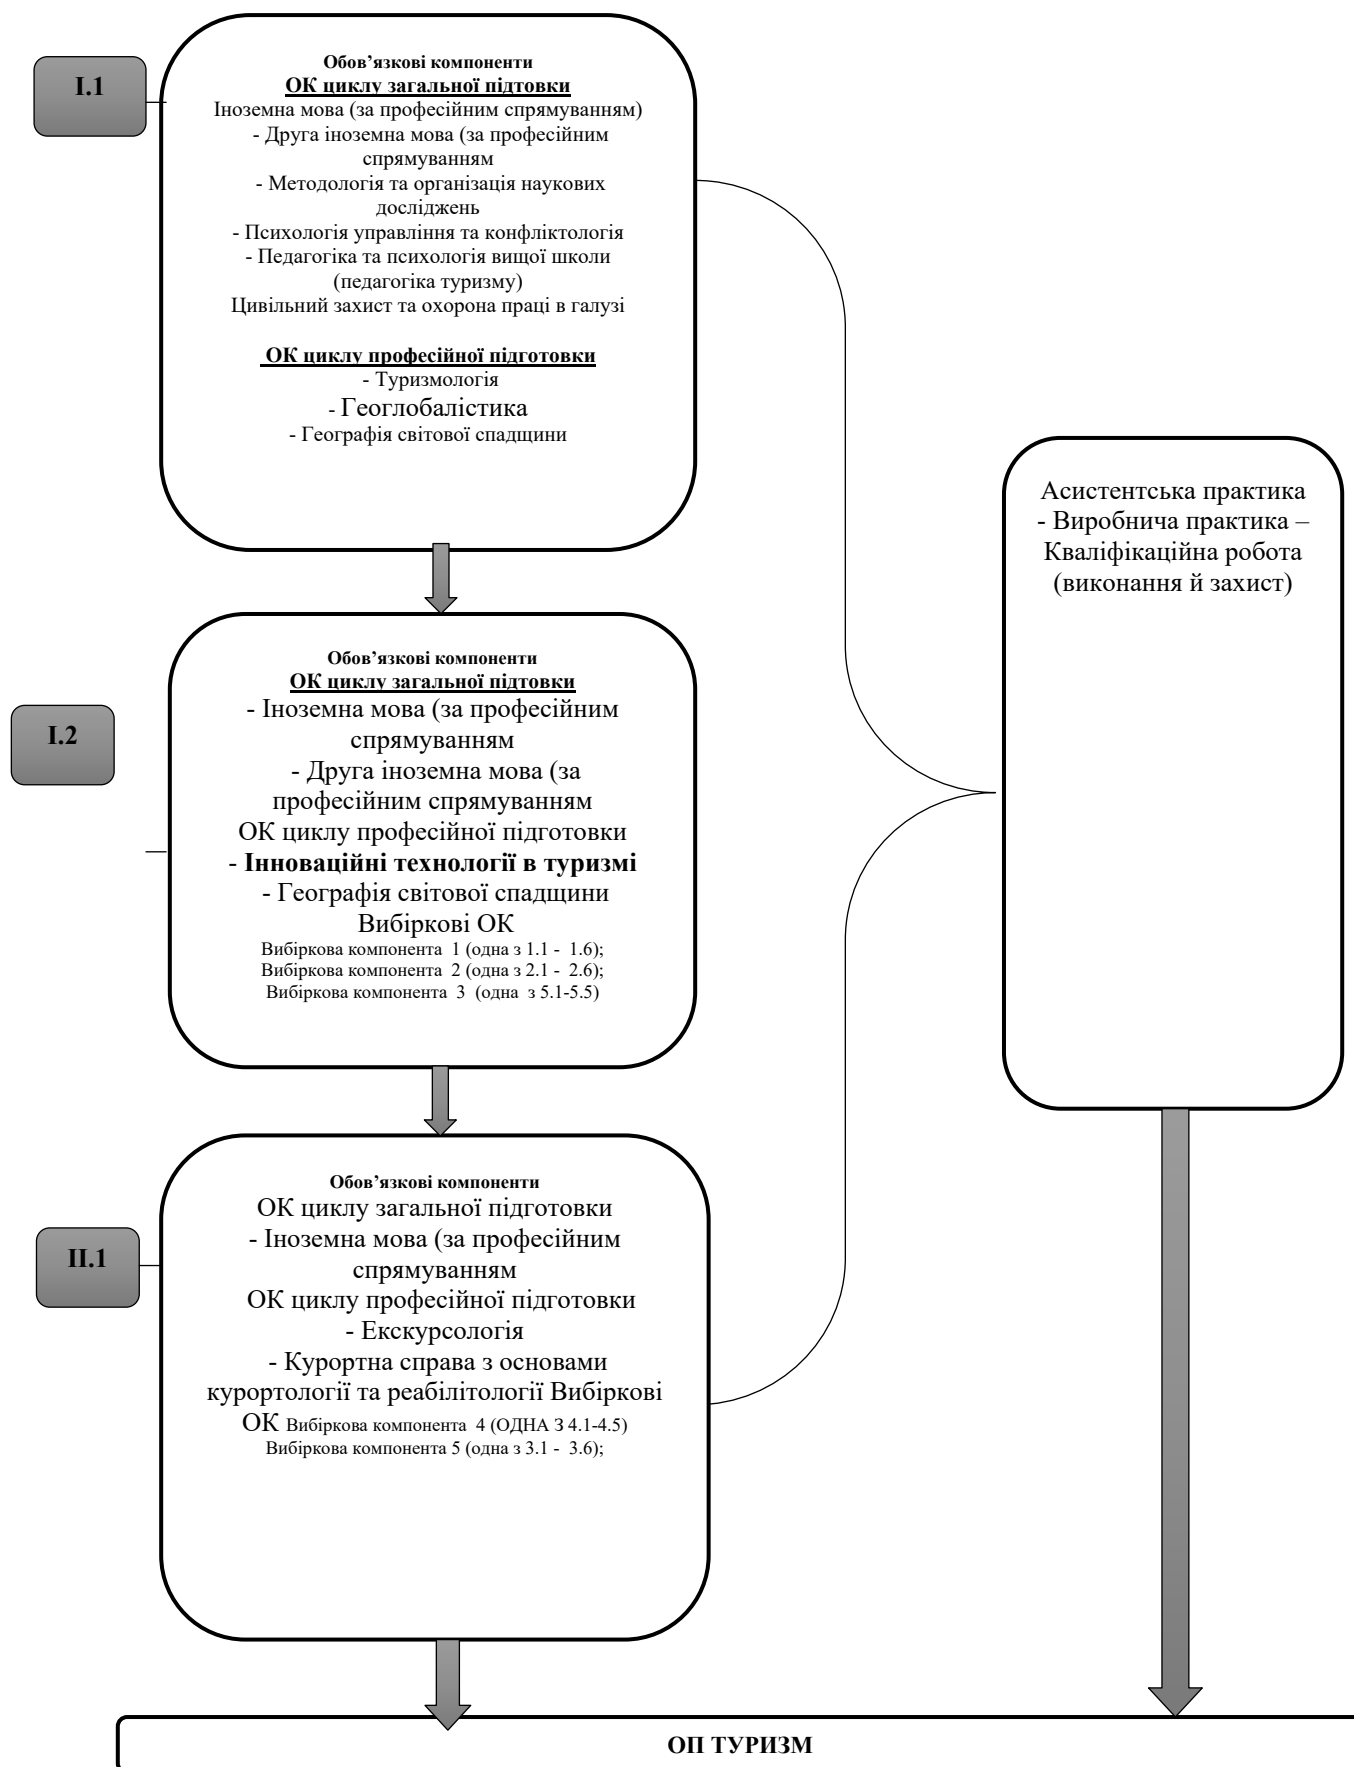 І.1
Обов’язкові компоненти
ОК циклу загальної підтовки
Іноземна мова (за професійним спрямуванням)
- Друга іноземна мова (за професійним
спрямуванням
- Методологія та організація наукових
досліджень
- Психологія управління та конфліктологія
- Педагогіка та психологія вищої школи
(педагогіка туризму)
Цивільний захист та охорона праці в галузі
ОК циклу професійної підготовки
- Туризмологія
- Геоглобалістика
- Географія світової спадщини
І.2
Обов’язкові компоненти
ОК циклу загальної підтовки
- Іноземна мова (за професійним
спрямуванням
- Друга іноземна мова (за
професійним спрямуванням
ОК циклу професійної підготовки
- Інноваційні технології в туризмі
- Географія світової спадщини
Вибіркові ОК
Вибіркова компонента 1 (одна з 1.1 - 1.6);
Вибіркова компонента 2 (одна з 2.1 - 2.6);
Вибіркова компонента 3 (одна з 5.1-5.5)
ІІ.1
Обов’язкові компоненти
ОК циклу загальної підготовки
- Іноземна мова (за професійним
спрямуванням
ОК циклу професійної підготовки
- Екскурсологія
- Курортна справа з основами
курортології та реабілітології Вибіркові
ОК Вибіркова компонента 4 (ОДНА З 4.1-4.5)
Вибіркова компонента 5 (одна з 3.1 - 3.6);
Асистентська практика
- Виробнича практика –
Кваліфікаційна робота
(виконання й захист)
ОП ТУРИЗМ